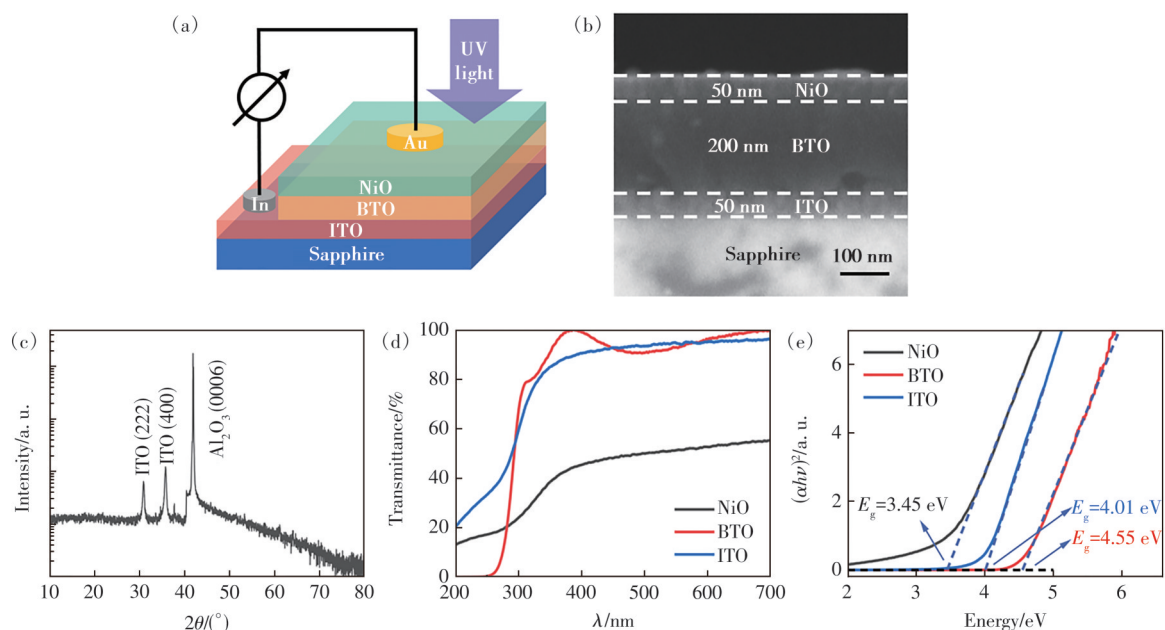 (a)
UV
light
Au
In
NiO
BTO
ITO
Sapphire
(b)
50 nm NiO
200 nm BTO
50 nm ITO
Sapphire
100 nm
(c)
Intensity/a. u.
ITO (222)
ITO (400)
Al₂O₃ (0006)
10 20 30 40 50 60 70 80
2θ/(°)
(d)
Transmittance/%
100
80
60
40
20
0
NiO
BTO
ITO
200 300 400 500 600 700
λ/nm
(e)
(αhν)²/a. u.
6
4
2
0
NiO
BTO
ITO
E_g=3.45 eV
E_g=4.01 eV
E_g=4.55 eV
2 3 4 5 6
Energy/eV